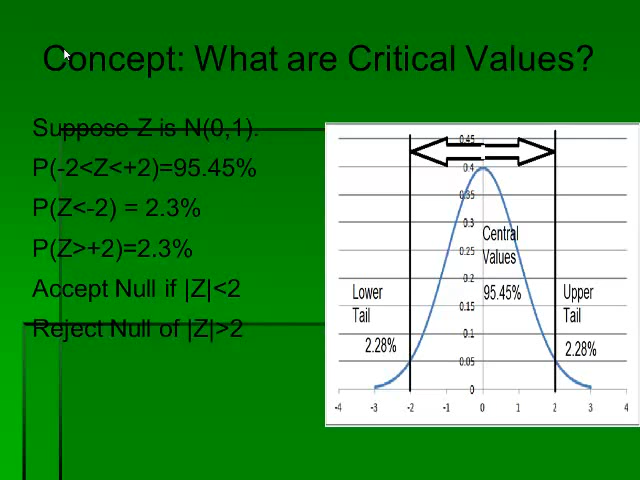 Concept: What are Critical Values?
Suppose Z is N(0,1).
P(-2<Z<+2)=95.45%
P(Z<-2) = 2.3%
P(Z>+2)=2.3%
Accept Null if |Z|<2
Reject Null of |Z|>2
0.45
0.4
0.35
0.3
0.25
0.2
0.15
0.1
0.05
0
Central
Values
95.45%
Lower
Tail
2.28%
Upper
Tail
2.28%
-4 -3 -2 -1 0 1 2 3 4